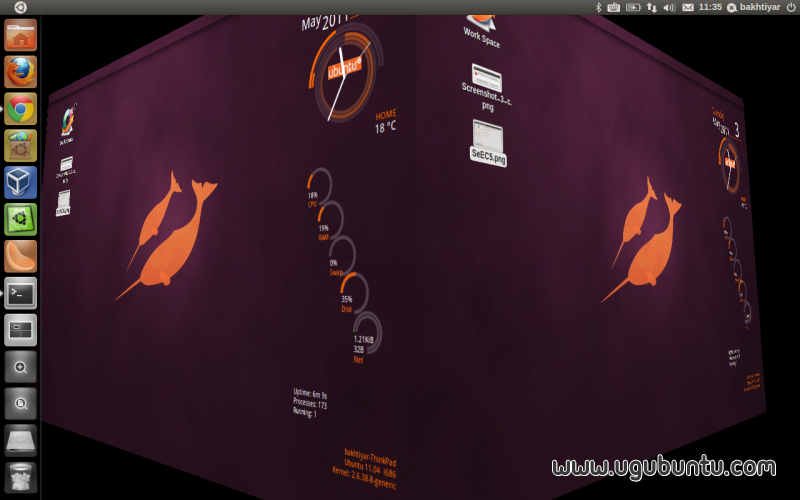 11:35 bakhtiyar
May 2011
ubuntu
HOME
18 °C
18%
CPU
19%
RAM
0%
Swap
35%
Disk
1.21KiB
32B
Net
Uptime: 6m 9s
Processes: 173
Running: 1
bakhtiyar-ThinkPad
Ubuntu 11.04 i686
Kernel: 2.6.38-8-generic
Work Space
Screenshot-3-c.
png
SeEC5.png
3
www.ugubuntu.com